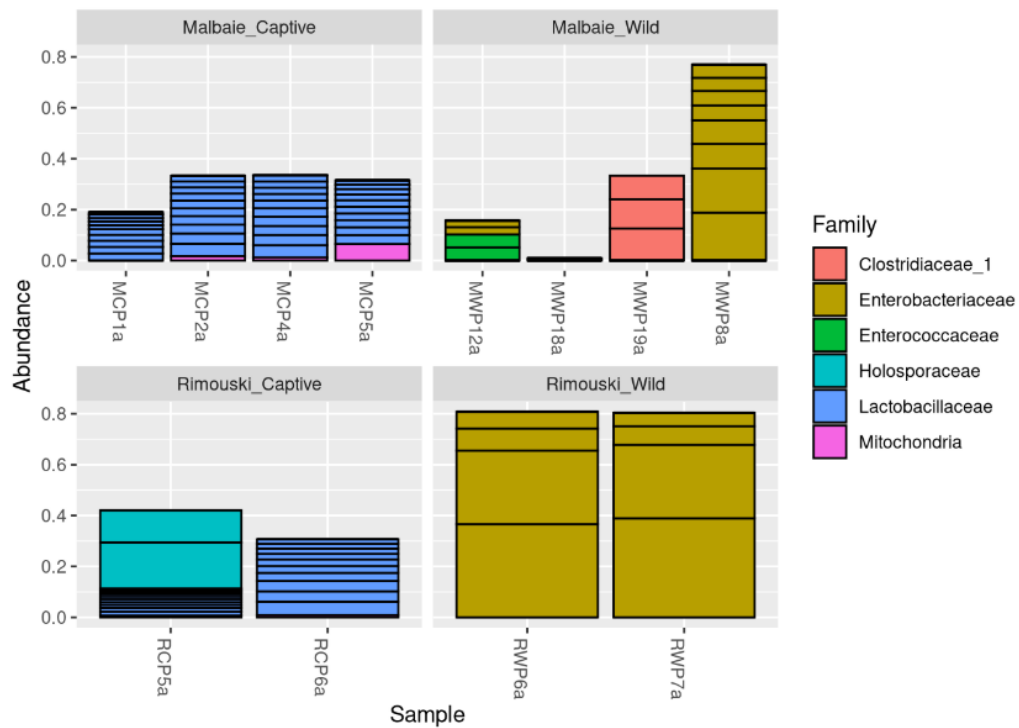 Malbaie_Captive
Malbaie_Wild
0.8
0.6
0.4
0.2
0.0
MCP1a
MCP2a
MCP4a
MCP5a
MWP12a
MWP18a
MWP19a
MWP8a
Abundance
Rimouski_Captive
Rimouski_Wild
0.8
0.6
0.4
0.2
0.0
RCP5a
RCP6a
RWP6a
RWP7a
Sample
Family
Clostridiaceae_1
Enterobacteriaceae
Enterococcaceae
Holosporaceae
Lactobacillaceae
Mitochondria